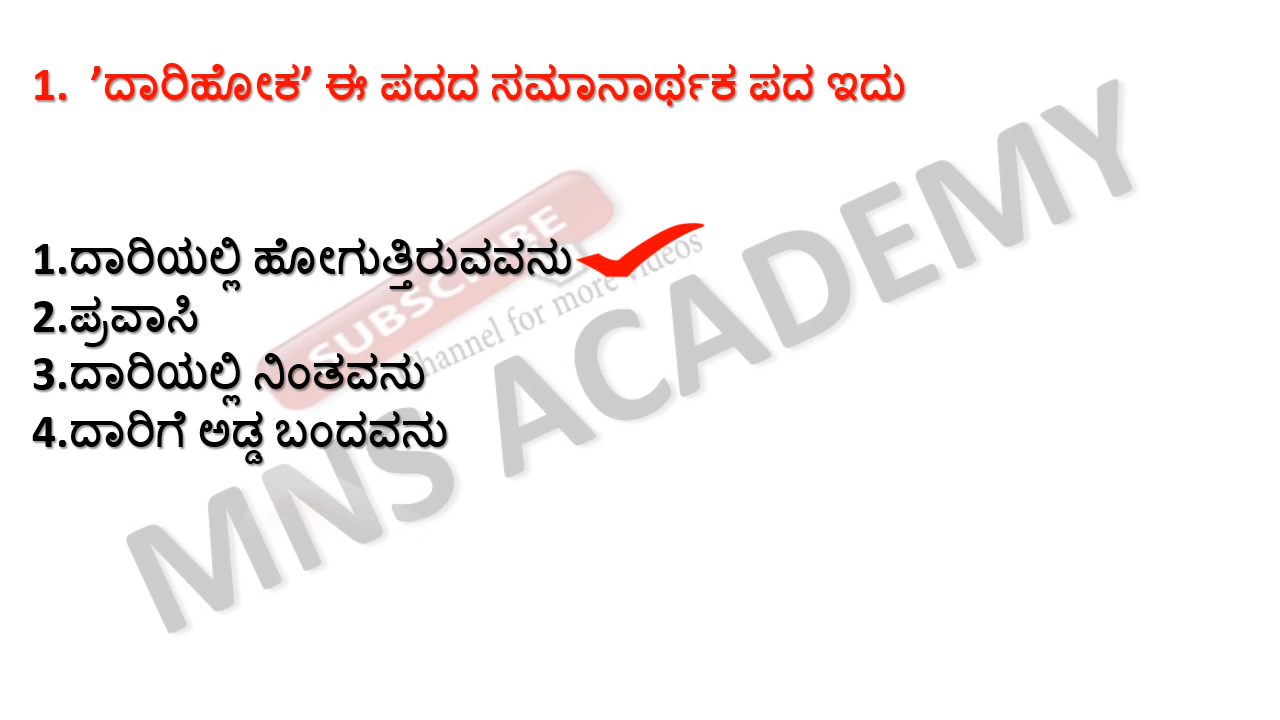 1. ’ದಾರಿಹೋಕ’ ಈ ಪದದ ಸಮಾನಾರ್ಥಕ ಪದ ಇದು
1.ದಾರಿಯಲ್ಲಿ ಹೋಗುತ್ತಿರುವವನು
2.ಪ್ರವಾಸಿ
3.ದಾರಿಯಲ್ಲಿ ನಿಂತವನು
4.ದಾರಿಗೆ ಅಡ್ಡ ಬಂದವನು
SUBSCRIBE
channel for more videos
MNS ACADEMY